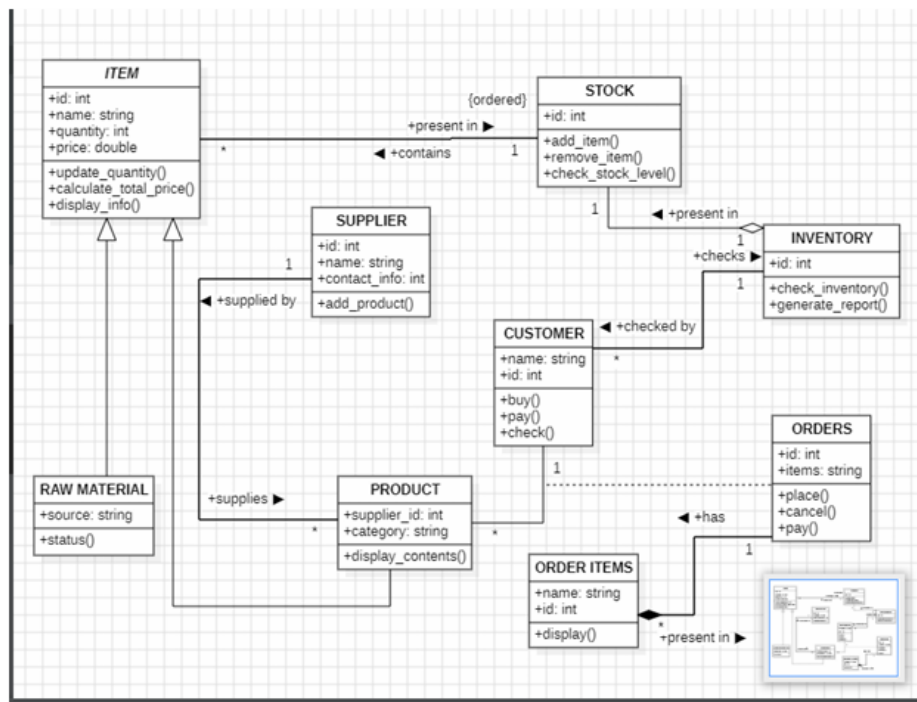 ITEM
+id: int
+name: string
+quantity: int
+price: double
+update_quantity()
+calculate_total_price()
+display_info()
{ordered}
+present in ►
*
◄ +contains
1
STOCK
+id: int
+add_item()
+remove_item()
+check_stock_level()
1
◄ +present in
1
SUPPLIER
+id: int
+name: string
+contact_info: int
+add_product()
1
◄ +supplied by
+checks ►
1
INVENTORY
+id: int
+check_inventory()
+generate_report()
◄ +checked by
*
CUSTOMER
+name: string
+id: int
+buy()
+pay()
+check()
1
ORDERS
+id: int
+items: string
+place()
+cancel()
+pay()
RAW MATERIAL
+source: string
+status()
+supplies ►
*
PRODUCT
+supplier_id: int
+category: string
+display_contents()
*
◄ +has
1
ORDER ITEMS
+name: string
+id: int
+display()
*
+present in ►